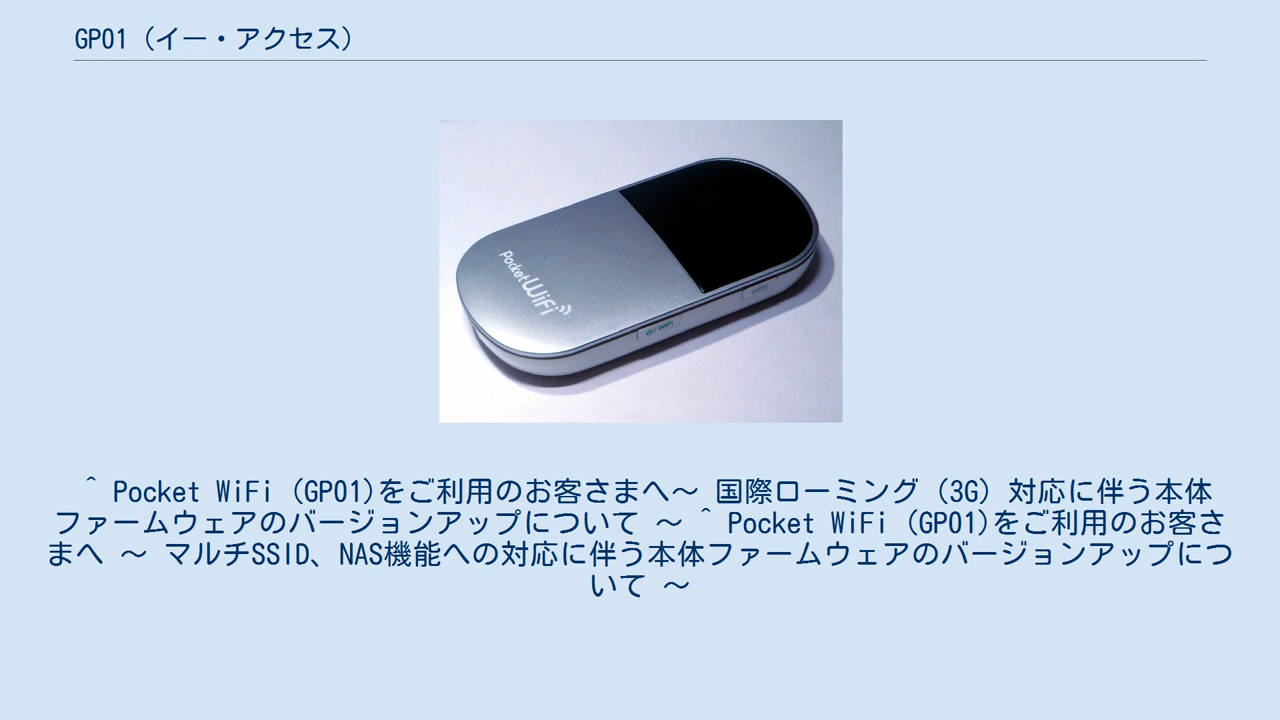 GP01（イー・アクセス）
Pocket WiFi
WPS
WiFi
^ Pocket WiFi (GP01)をご利用のお客さまへ～ 国際ローミング（3G）対応に伴う本体
ファームウェアのバージョンアップについて ～ ^ Pocket WiFi (GP01)をご利用のお客さ
まへ ～ マルチSSID、NAS機能への対応に伴う本体ファームウェアのバージョンアップにつ
いて ～